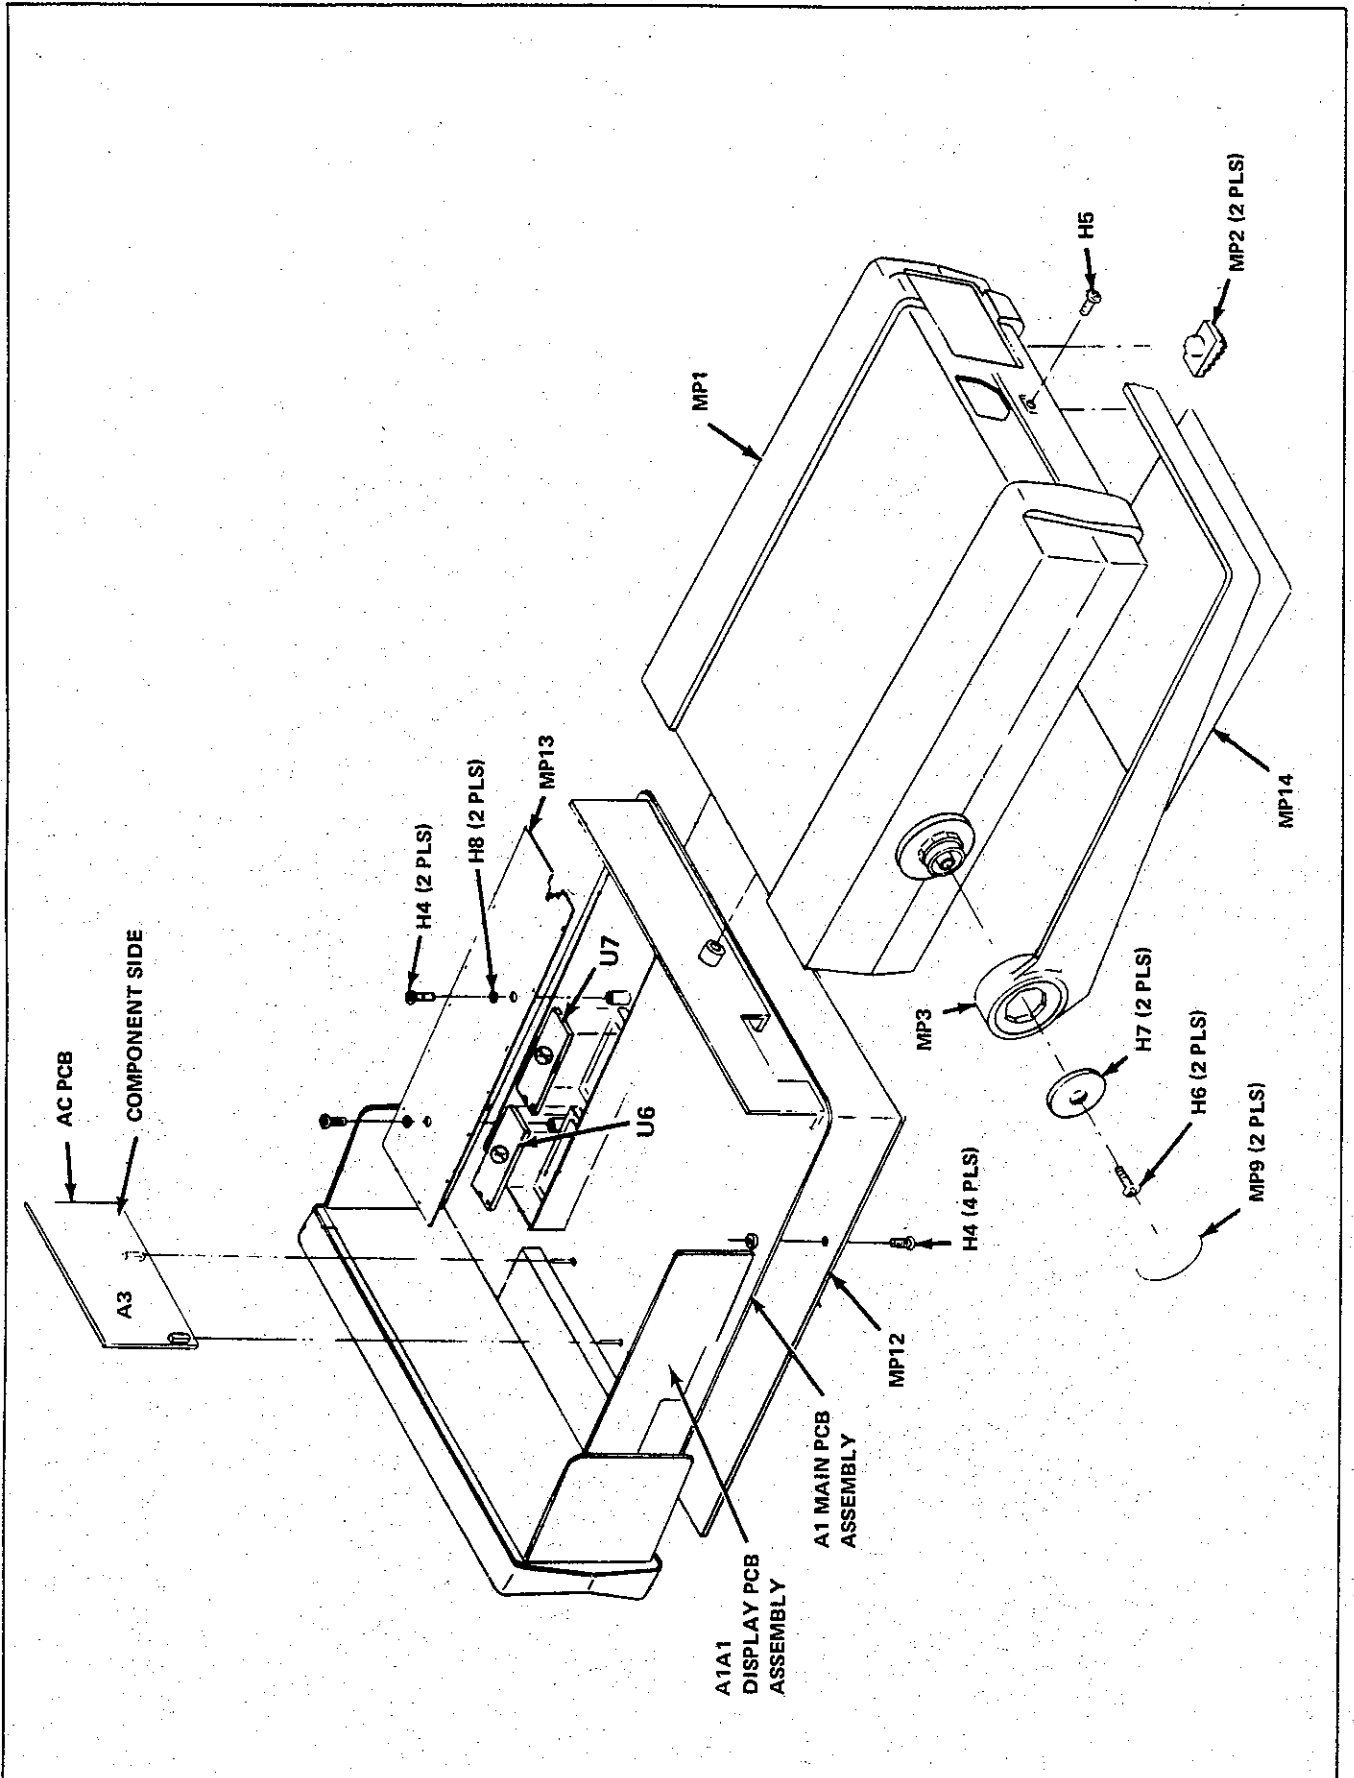 AC PCB
COMPONENT SIDE
A3
H4 (2 PLS)
H8 (2 PLS)
MP13
U7
U6
MP1
H5
MP2 (2 PLS)
A1A1
DISPLAY PCB
ASSEMBLY
A1 MAIN PCB
ASSEMBLY
MP12
H4 (4 PLS)
MP9 (2 PLS)
H6 (2 PLS)
H7 (2 PLS)
MP3
MP14